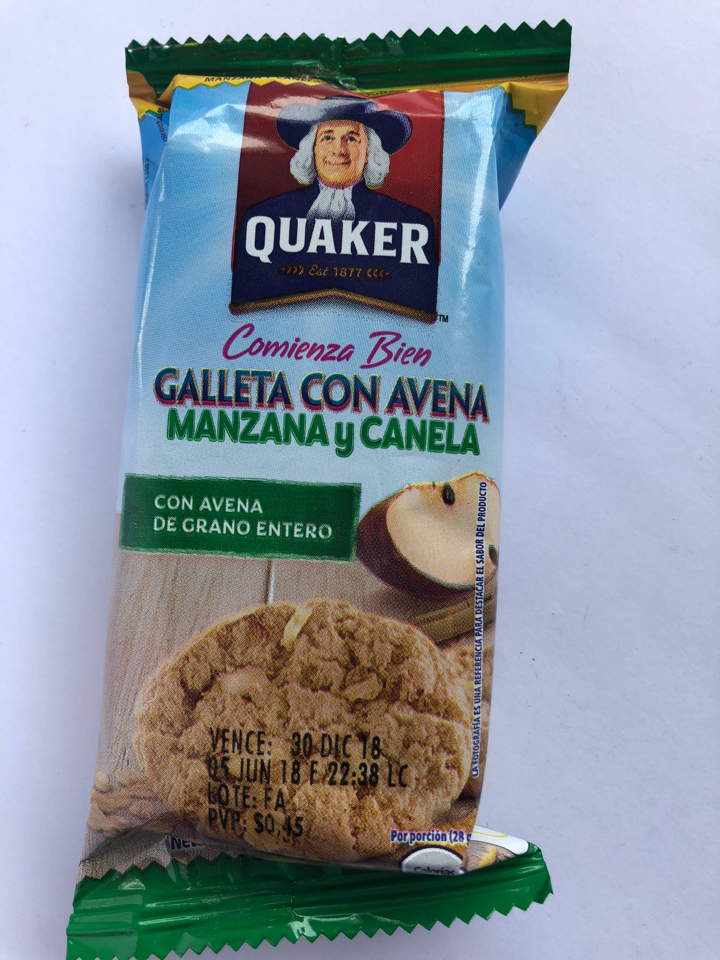 QUAKER
Est 1877
TM
Comienza Bien
GALLETA CON AVENA
MANZANA y CANELA
CON AVENA
DE GRANO ENTERO
LA FOTOGRAFÍA ES UNA REFERENCIA PARA DESTACAR EL SABOR DEL PRODUCTO
VENCE: 30 DIC 18
05 JUN 18 F 22:38 LC
LOTE: FA
PVP: $0,45
Por porción (28 g